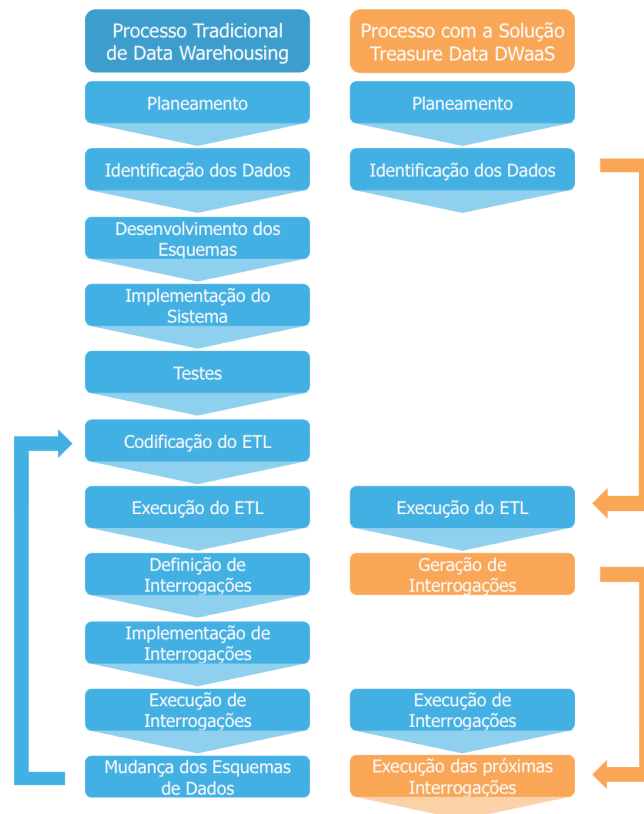 Processo Tradicional
de Data Warehousing
Planeamento
Identificação dos Dados
Desenvolvimento dos
Esquemas
Implementação do
Sistema
Testes
Codificação do ETL
Execução do ETL
Definição de
Interrogações
Implementação de
Interrogações
Execução de
Interrogações
Mudança dos Esquemas
de Dados
Processo com a Solução
Treasure Data DWaaS
Planeamento
Identificação dos Dados
Execução do ETL
Geração de
Interrogações
Execução de
Interrogações
Execução das próximas
Interrogações